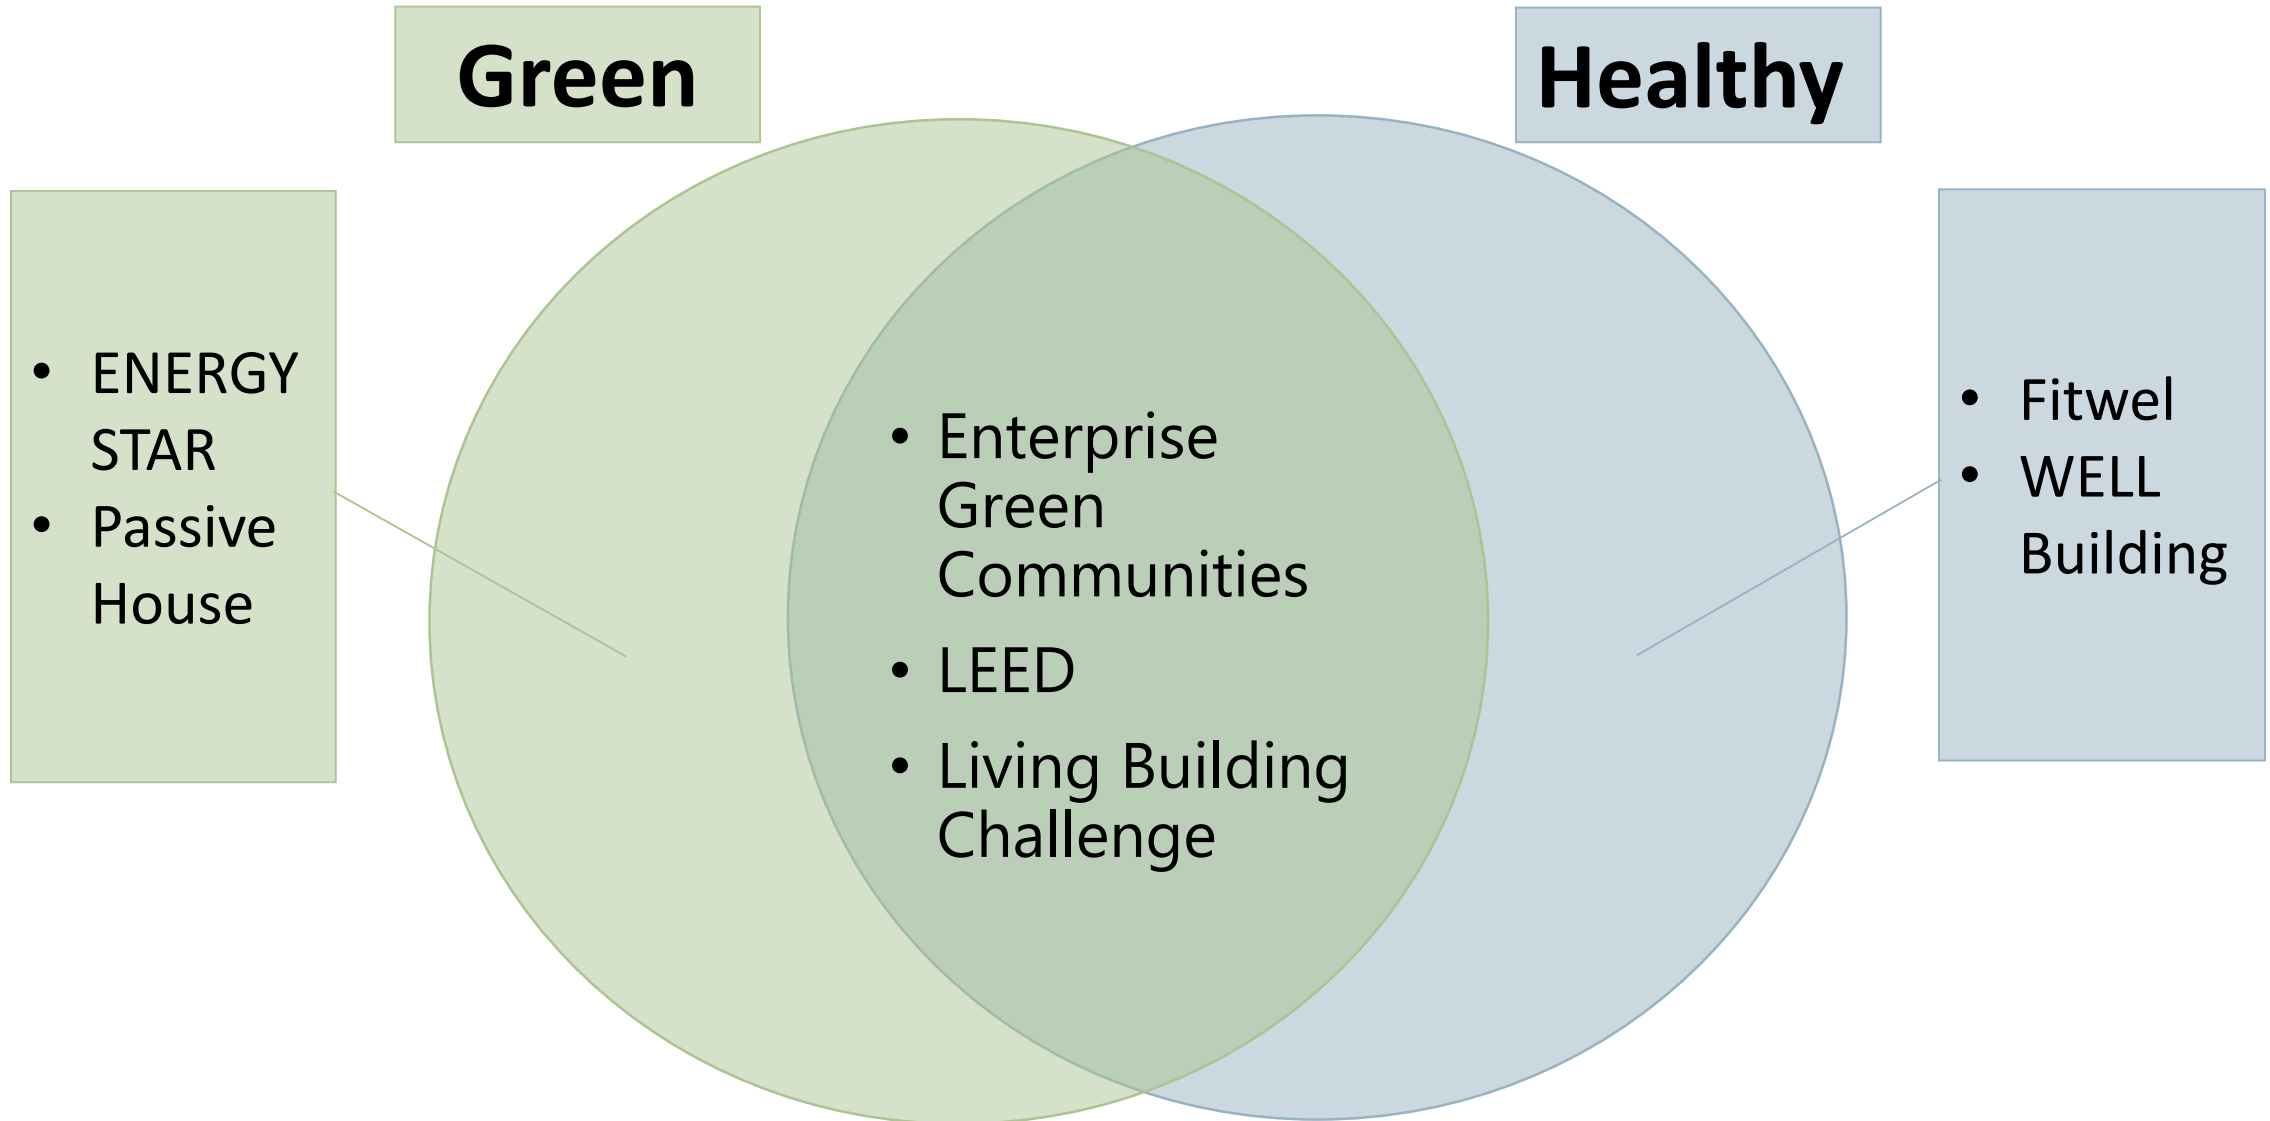 Green
Healthy
• ENERGY
STAR
• Passive
House
• Enterprise
Green
Communities
• LEED
• Living Building
Challenge
• Fitwel
• WELL
Building